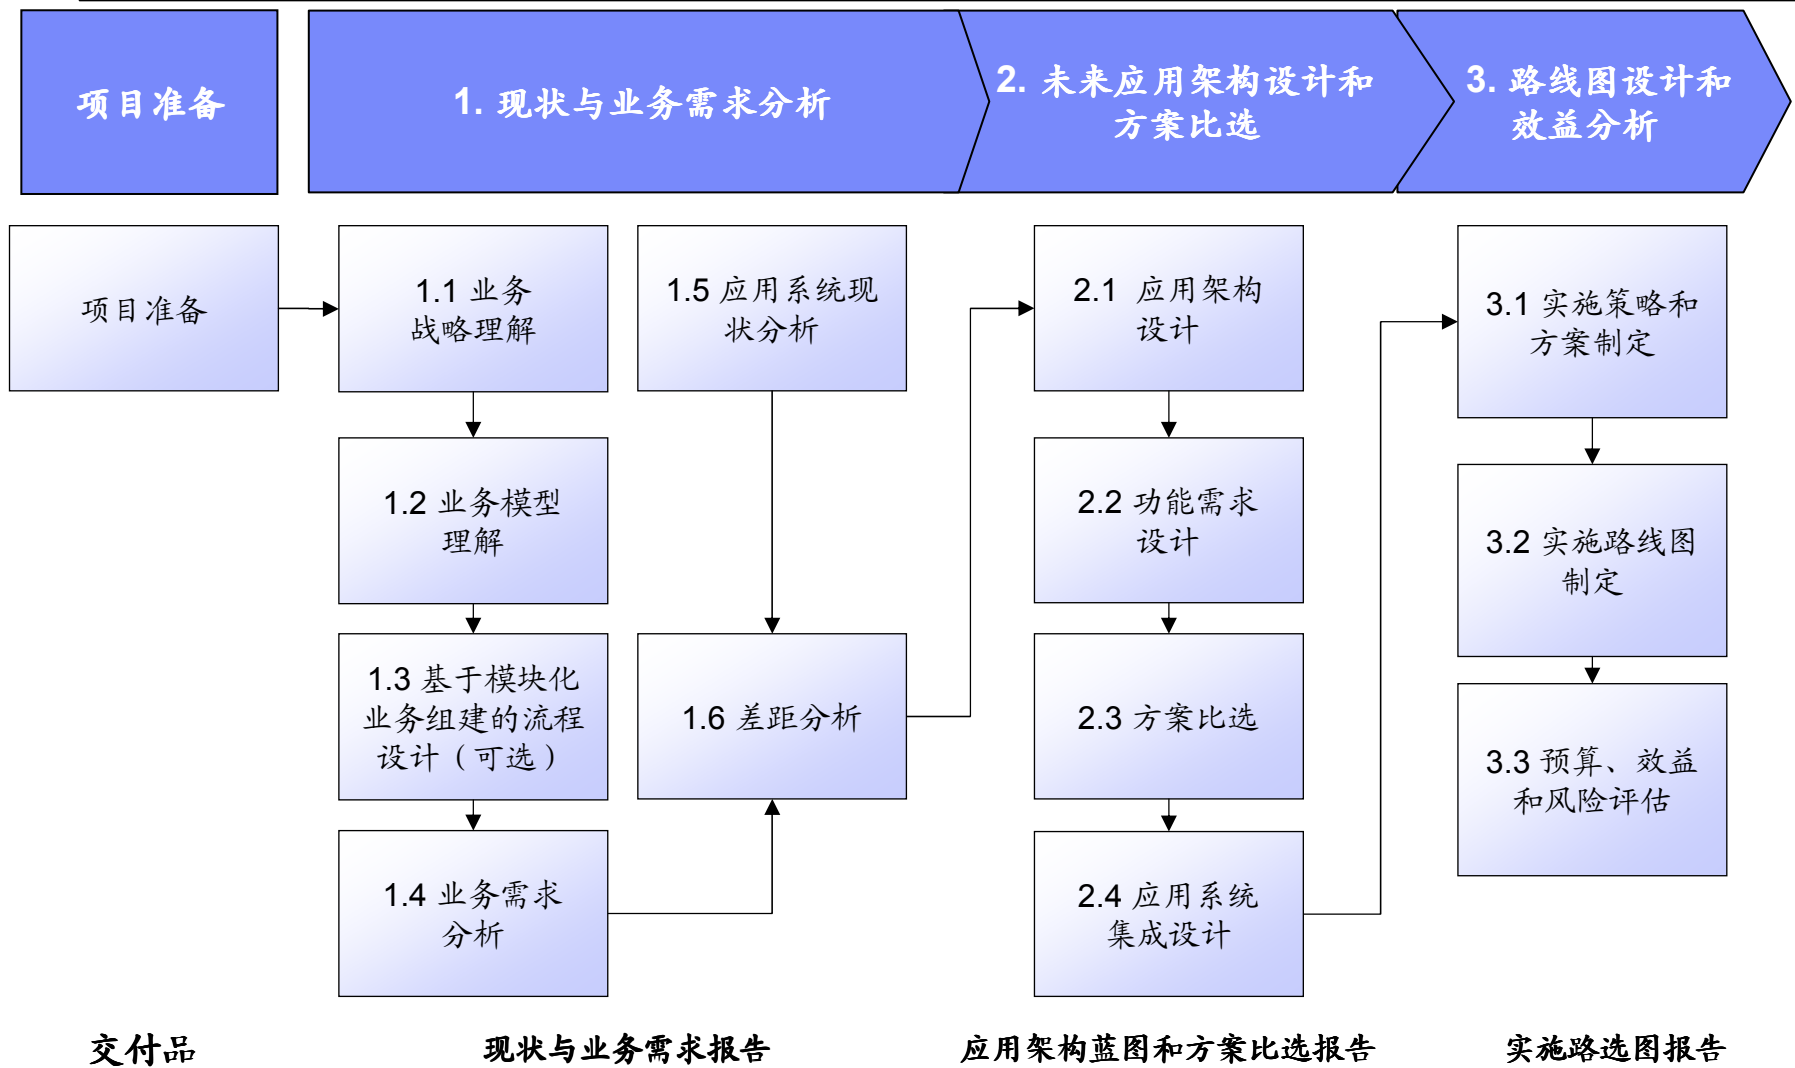 项目准备
1. 现状与业务需求分析
2. 未来应用架构设计和
方案比选
3. 路线图设计和
效益分析
项目准备
1.1 业务
战略理解
1.2 业务模型
理解
1.3 基于模块化
业务组建的流程
设计（可选）
1.4 业务需求
分析
1.5 应用系统现
状分析
1.6 差距分析
2.1 应用架构
设计
2.2 功能需求
设计
2.3 方案比选
2.4 应用系统
集成设计
3.1 实施策略和
方案制定
3.2 实施路线图
制定
3.3 预算、效益
和风险评估
交付品
现状与业务需求报告
应用架构蓝图和方案比选报告
实施路选图报告